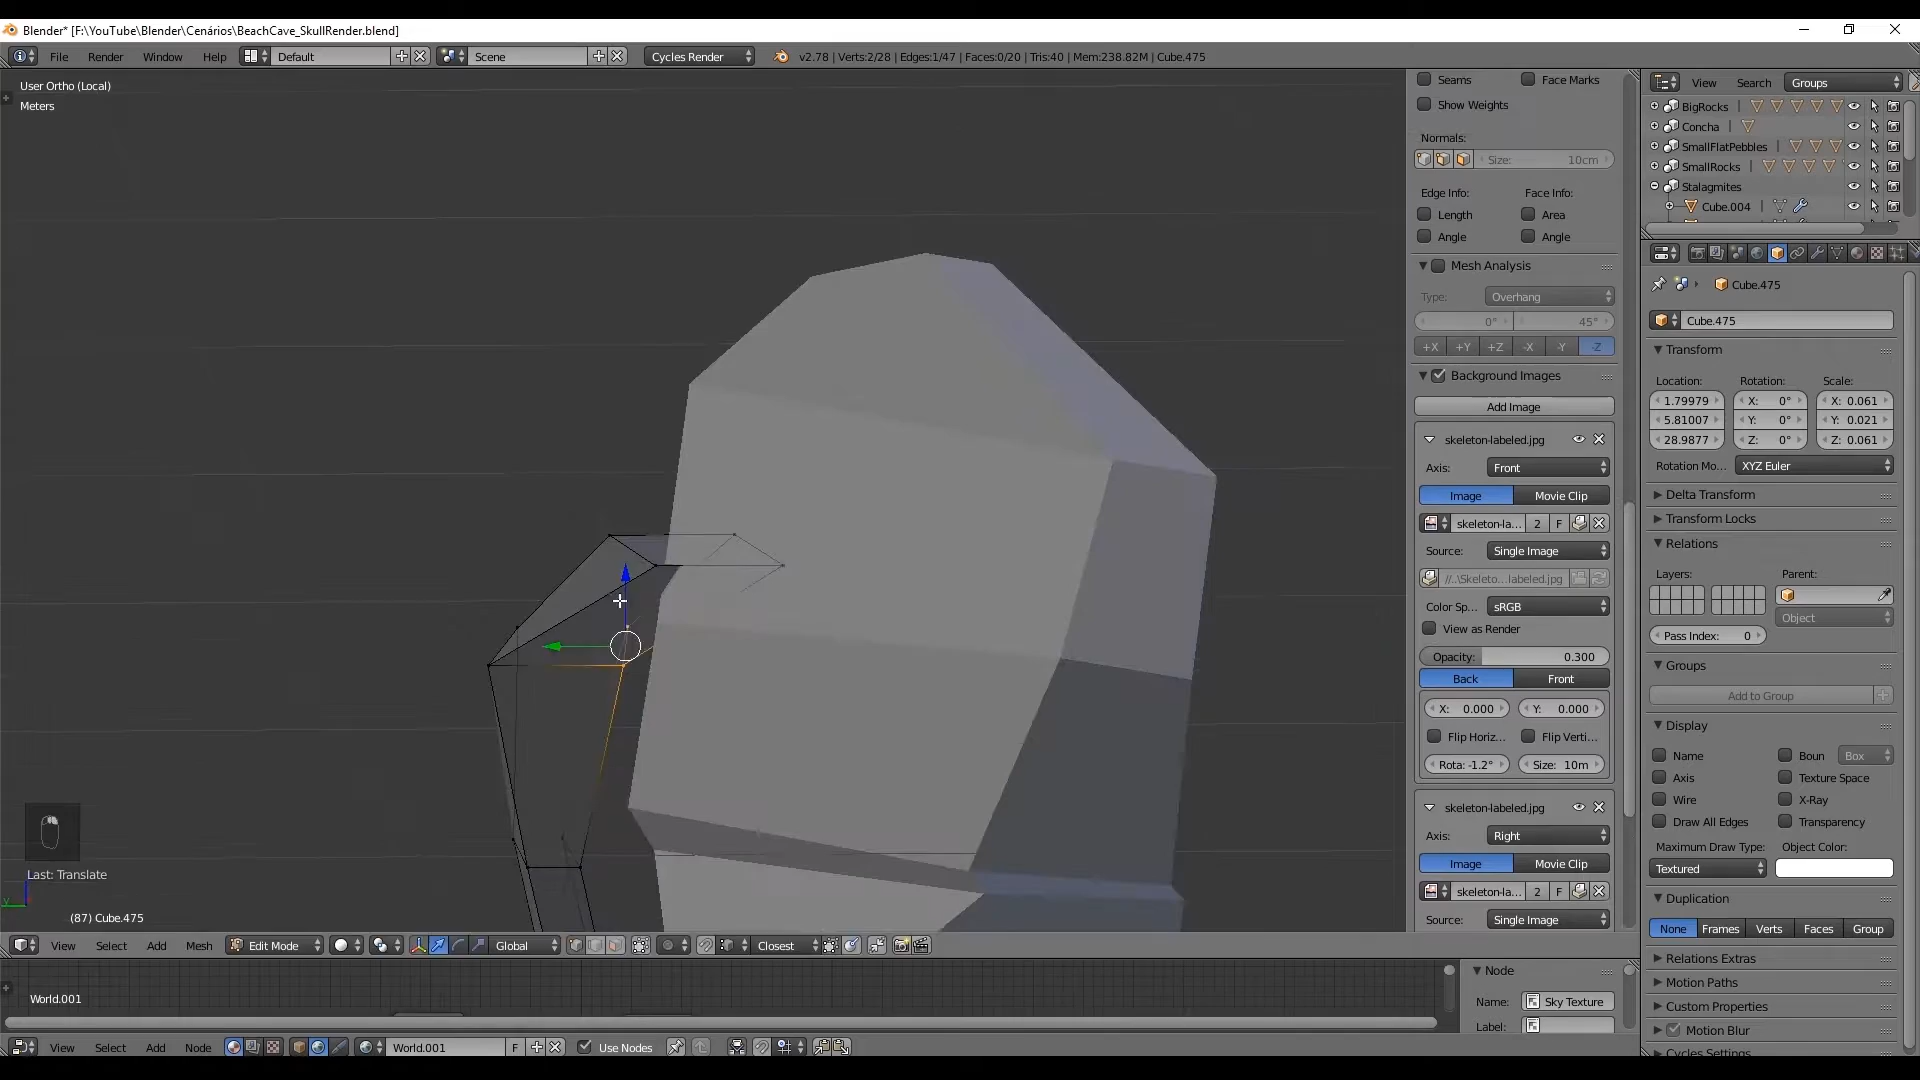 Blender* [F:\YouTube\Blender\Cenários\BeachCave_SkullRender.blend]
File Render Window Help Default Scene Cycles Render v2.78 | Verts:2/28 | Edges:1/47 | Faces:0/20 | Tris:40 | Mem:238.82M | Cube.475
User Ortho (Local)
Meters
Seams Face Marks
Show Weights
Normals:
Size: 10cm
Edge Info: Face Info:
Length Area
Angle Angle
Mesh Analysis
Type: Overhang
0° 45°
+X +Y +Z -X -Y -Z
Background Images
Add Image
skeleton-labeled.jpg
Axis: Front
Image Movie Clip
skeleton-la... 2 F
Source: Single Image
//..\Skeleto...labeled.jpg
Color Sp... sRGB
View as Render
Opacity: 0.300
Back Front
X: 0.000 Y: 0.000
Flip Horiz... Flip Verti...
Rota: -1.2° Size: 10m
skeleton-labeled.jpg
Axis: Right
Image Movie Clip
skeleton-la... 2 F
Source: Single Image
View Search Groups
BigRocks
Concha
SmallFlatPebbles
SmallRocks
Stalagmites
Cube.004
Cube.475
Cube.475
Transform
Location: Rotation: Scale:
1.79979 X: 0° X: 0.061
5.81007 Y: 0° Y: 0.021
28.9877 Z: 0° Z: 0.061
Rotation Mo... XYZ Euler
Delta Transform
Transform Locks
Relations
Layers: Parent:
Object
Pass Index: 0
Groups
Add to Group
Display
Name Boun Box
Axis Texture Space
Wire X-Ray
Draw All Edges Transparency
Maximum Draw Type: Object Color:
Textured
Duplication
None Frames Verts Faces Group
Relations Extras
Motion Paths
Custom Properties
Motion Blur
Cycles Settings
Last: Translate
(87) Cube.475
View Select Add Mesh Edit Mode Global Closest
World.001
Node
Name: Sky Texture
Label:
View Select Add Node World.001 F Use Nodes